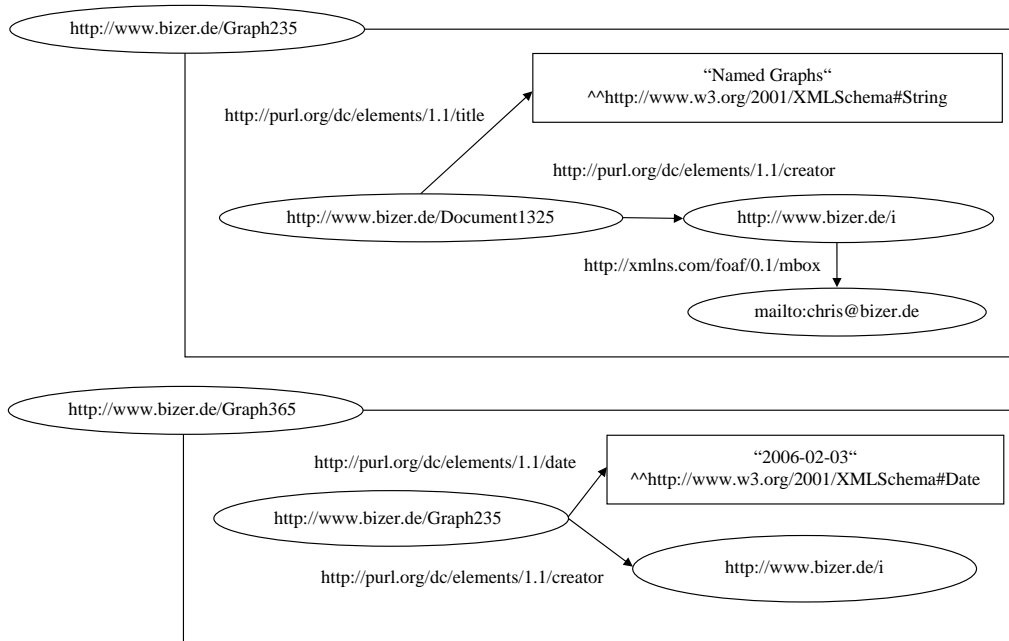 http://www.bizer.de/Graph235
“Named Graphs“
^^http://www.w3.org/2001/XMLSchema#String
http://purl.org/dc/elements/1.1/title
http://purl.org/dc/elements/1.1/creator
http://www.bizer.de/Document1325
http://www.bizer.de/i
http://xmlns.com/foaf/0.1/mbox
mailto:chris@bizer.de
http://www.bizer.de/Graph365
http://purl.org/dc/elements/1.1/date
“2006-02-03“
^^http://www.w3.org/2001/XMLSchema#Date
http://www.bizer.de/Graph235
http://www.bizer.de/i
http://purl.org/dc/elements/1.1/creator